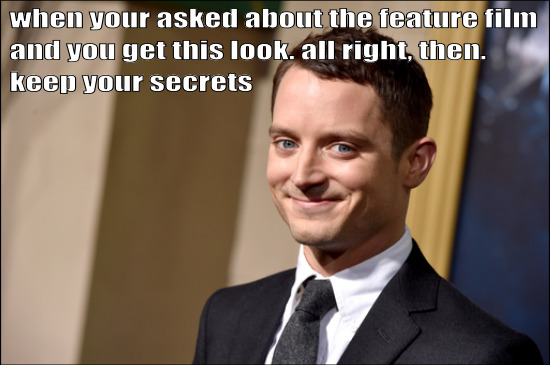 when your asked about the feature film
and you get this look. all right, then.
keep your secrets